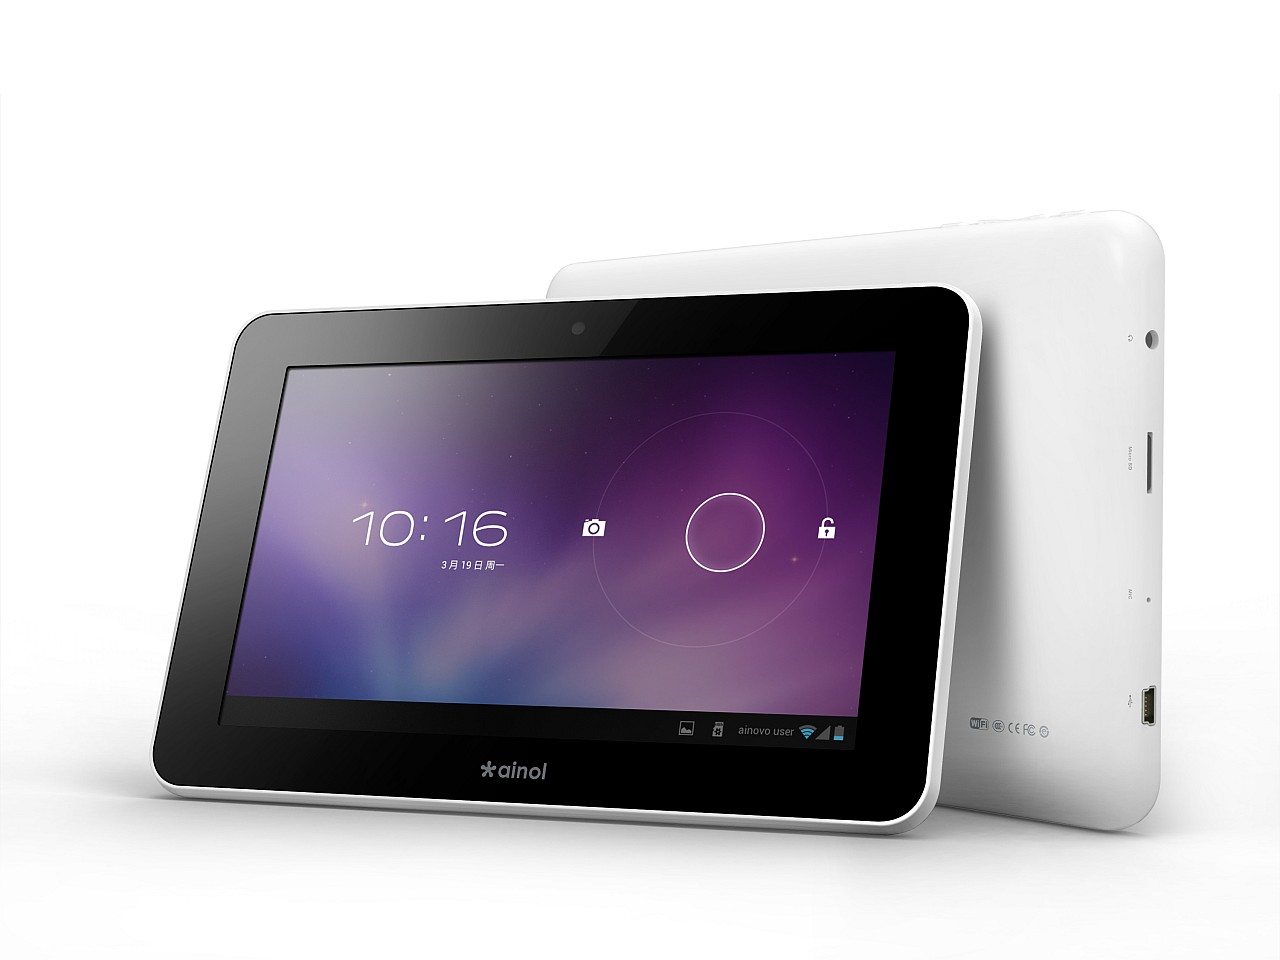 10:16
3月19日周一
ainovo user
ainol
Micro SD
MIC
WiFi CE FC